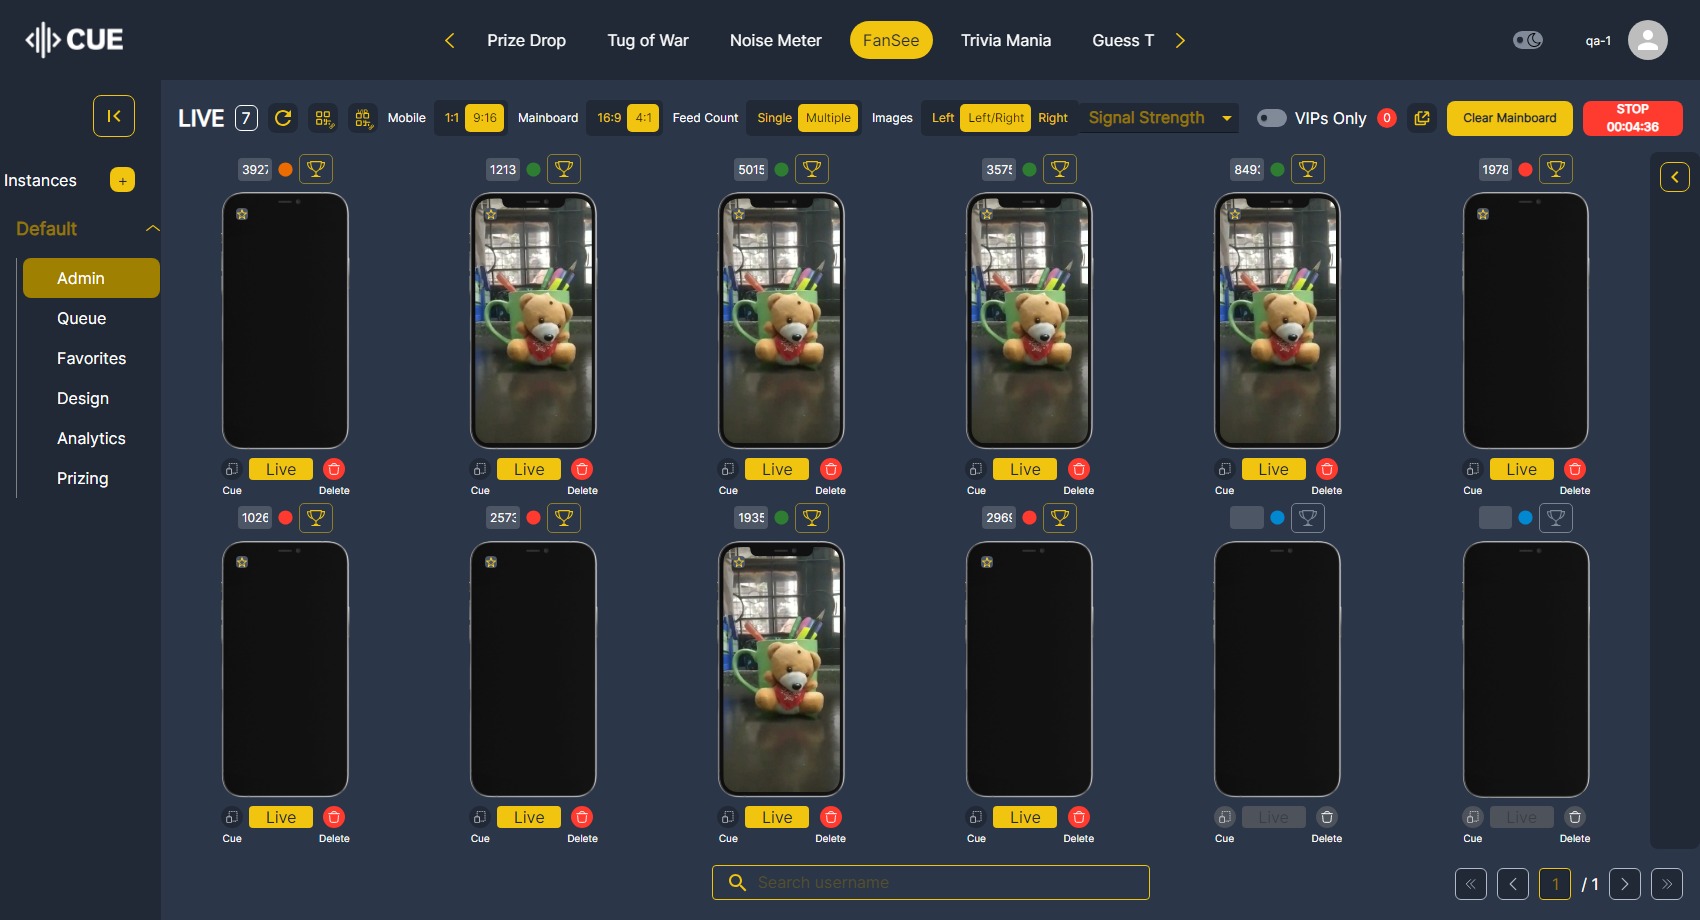 CUE
Prize Drop
Tug of War
Noise Meter
FanSee
Trivia Mania
Guess T
qa-1
LIVE 7
Mobile 1:1 9:16
Mainboard 16:9 4:1
Feed Count Single Multiple
Images Left Left/Right Right
Signal Strength
VIPs Only 0
Clear Mainboard
STOP
00:04:36
Instances +
Default
Admin
Queue
Favorites
Design
Analytics
Prizing
3927 1213 5015 3575 8493 1978
Live Live Live Live Live Live
Cue Delete Cue Delete Cue Delete Cue Delete Cue Delete Cue Delete
1026 2573 1935 2969
Live Live Live Live Live Live
Cue Delete Cue Delete Cue Delete Cue Delete Cue Delete Cue Delete
Search username
« < 1 / 1 > »